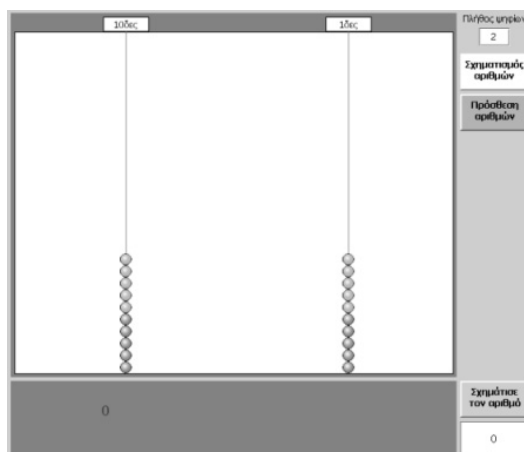 10δες
1δες
Πλήθος ψηφίων
2
Σχηματισμός
αριθμών
Πρόσθεση
αριθμών
0
Σχημάτισε
τον αριθμό
0